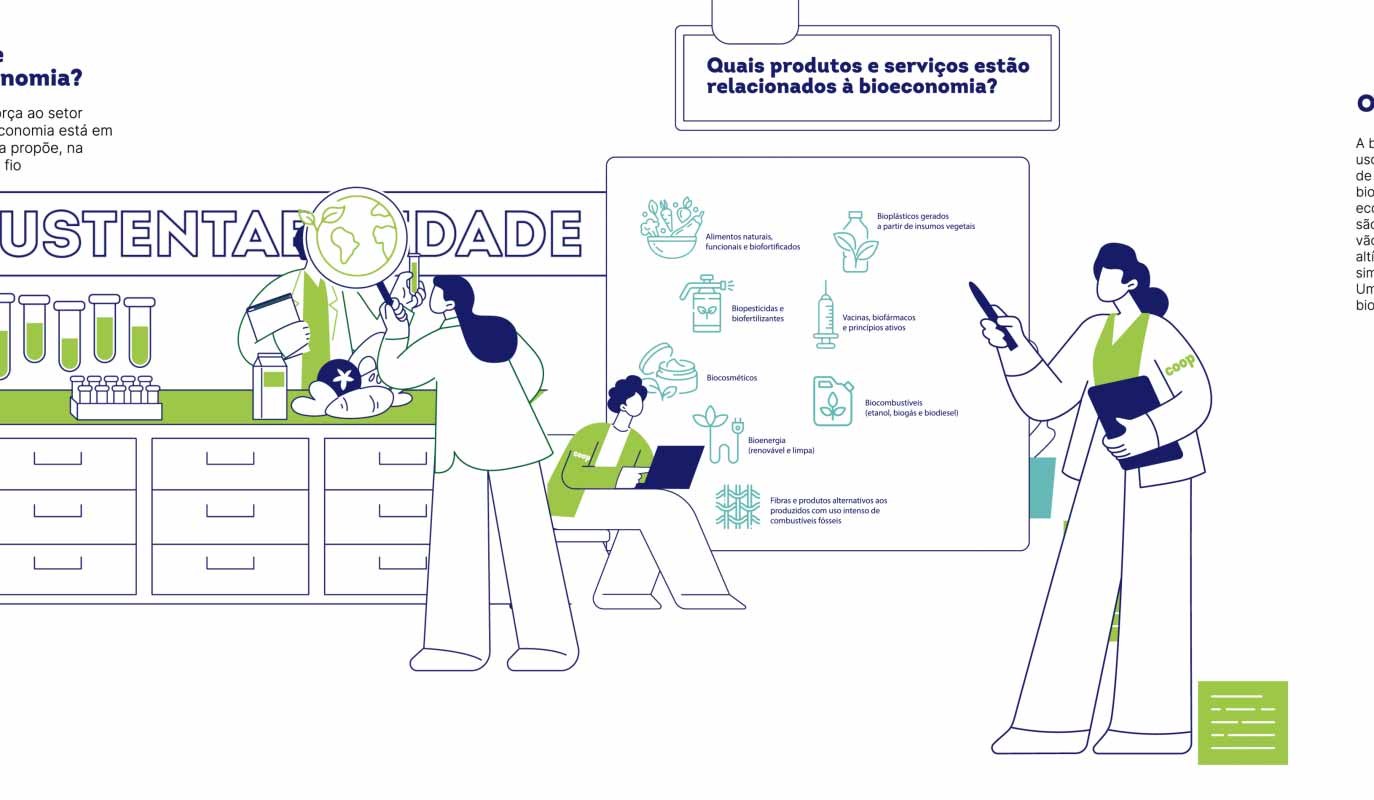 e
nomia?
rça ao setor
conomia está em
a propõe, na
fio
USTENTAB DADE
Quais produtos e serviços estão
relacionados à bioeconomia?
Alimentos naturais,
funcionais e biofortificados
Bioplásticos gerados
a partir de insumos vegetais
Biopesticidas e
biofertilizantes
Vacinas, biofármacos
e princípios ativos
Biocosméticos
Biocombustíveis
(etanol, biogás e biodiesel)
Bioenergia
(renovável e limpa)
Fibras e produtos alternativos aos
produzidos com uso intenso de
combustíveis fósseis
coop
coop
O
A b
uso
de
bio
eco
são
vão
altí
sim
Um
bio